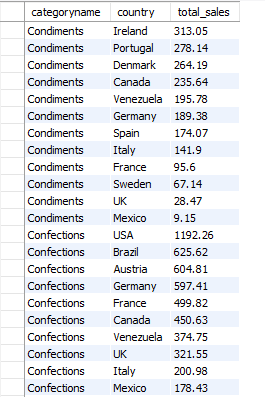 categoryname country total_sales
Condiments Ireland 313.05
Condiments Portugal 278.14
Condiments Denmark 264.19
Condiments Canada 235.64
Condiments Venezuela 195.78
Condiments Germany 189.38
Condiments Spain 174.07
Condiments Italy 141.9
Condiments France 95.6
Condiments Sweden 67.14
Condiments UK 28.47
Condiments Mexico 9.15
Confections USA 1192.26
Confections Brazil 625.62
Confections Austria 604.81
Confections Germany 597.41
Confections France 499.82
Confections Canada 450.63
Confections Venezuela 374.75
Confections UK 321.55
Confections Italy 200.98
Confections Mexico 178.43